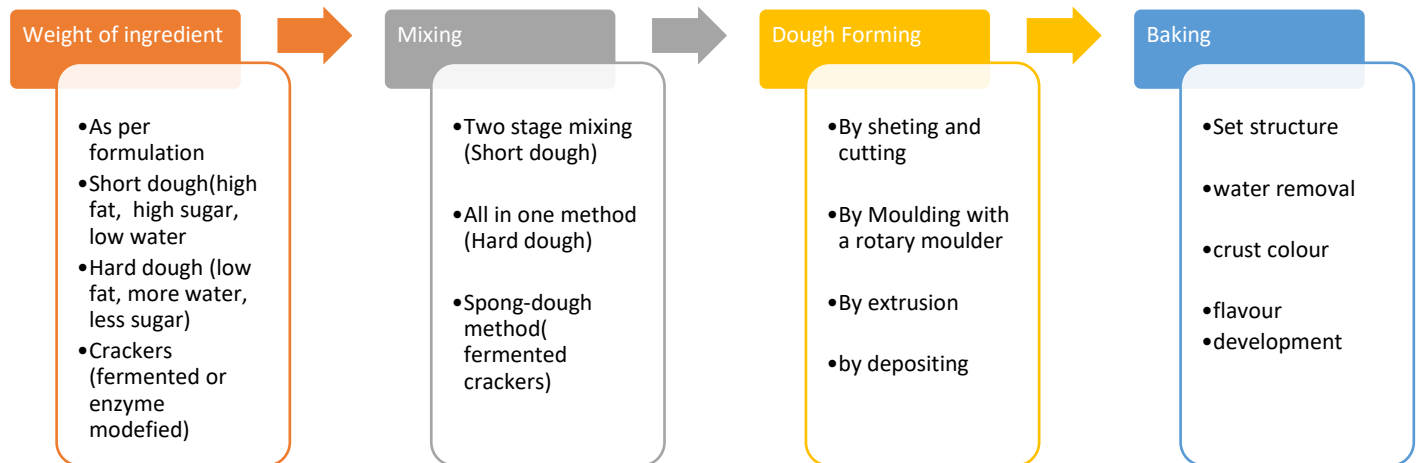 Weight of ingredient
•As per
formulation
•Short dough(high
fat, high sugar,
low water
•Hard dough (low
fat, more water,
less sugar)
•Crackers
(fermented or
enzyme
modefied)
Mixing
•Two stage mixing
(Short dough)
•All in one method
(Hard dough)
•Spong-dough
method(
fermented
crackers)
Dough Forming
•By sheting and
cutting
•By Moulding with
a rotary moulder
•By extrusion
•by depositing
Baking
•Set structure
•water removal
•crust colour
•flavour
•development